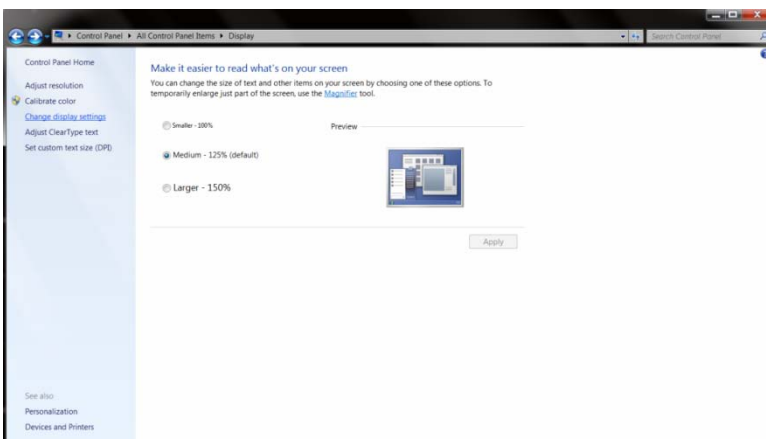 Control Panel ▸ All Control Panel Items ▸ Display
Search Control Panel
Control Panel Home
Adjust resolution
Calibrate color
Change display settings
Adjust ClearType text
Set custom text size (DPI)
See also
Personalization
Devices and Printers
Make it easier to read what's on your screen
You can change the size of text and other items on your screen by choosing one of these options. To
temporarily enlarge just part of the screen, use the Magnifier tool.
Smaller - 100%
Preview
Medium - 125% (default)
Larger - 150%
Apply